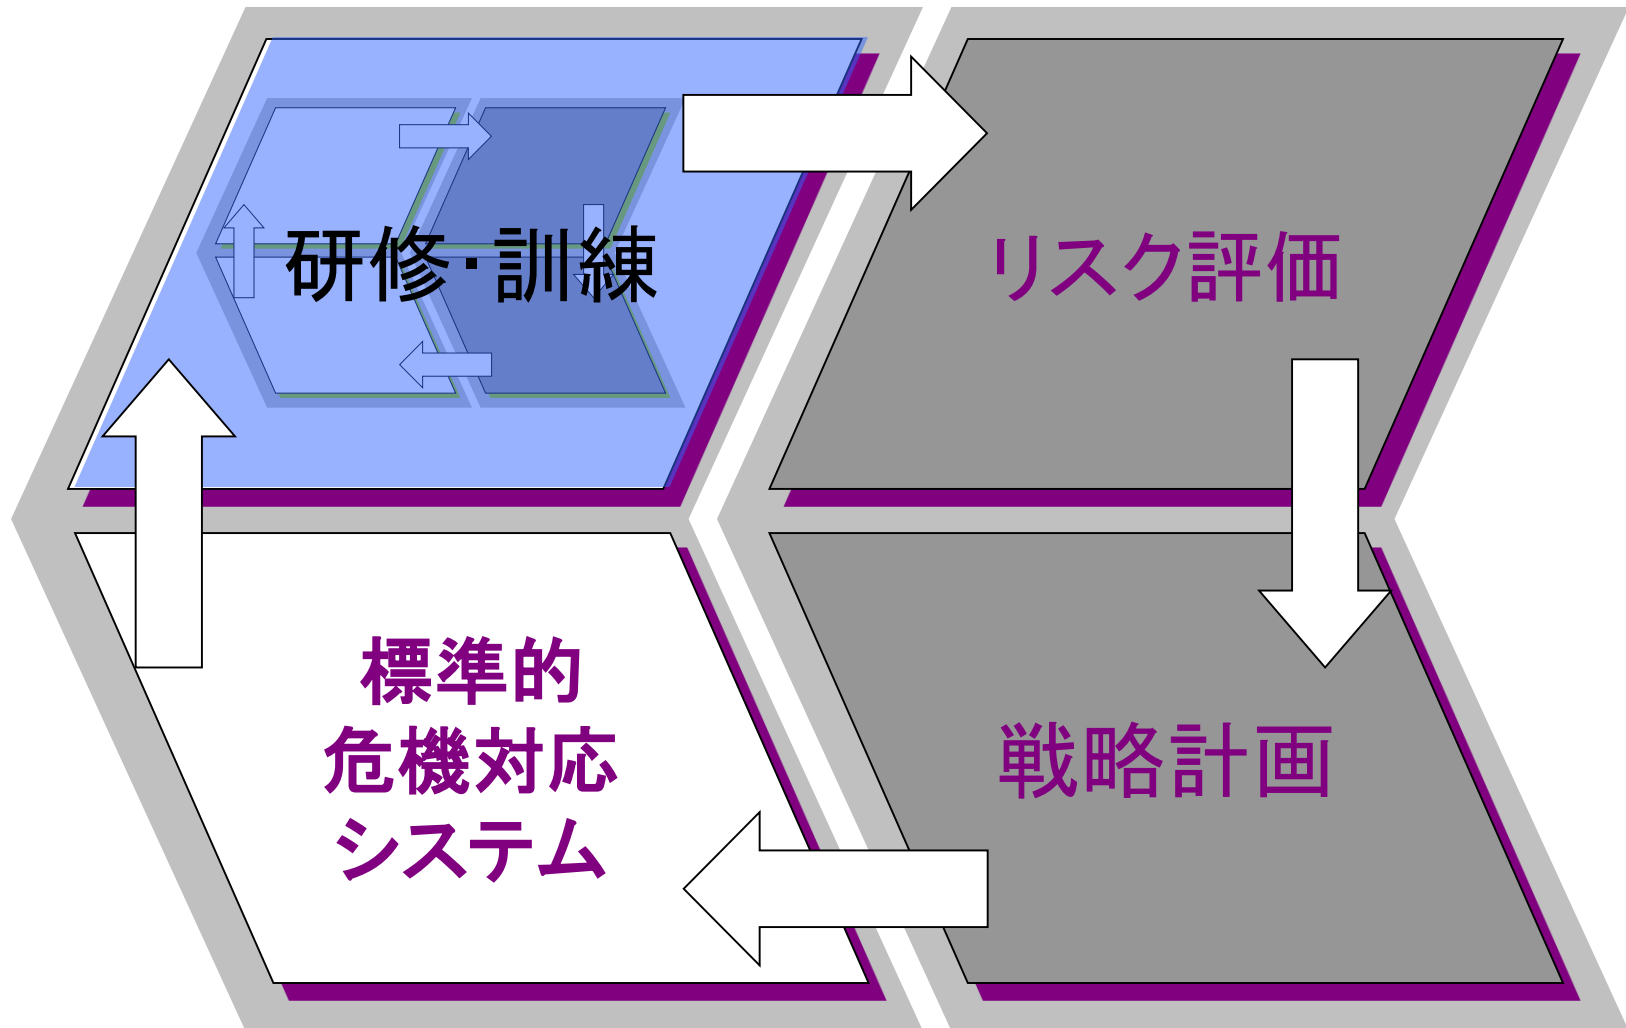 研修・訓練
リスク評価
標準的
危機対応
システム
戦略計画